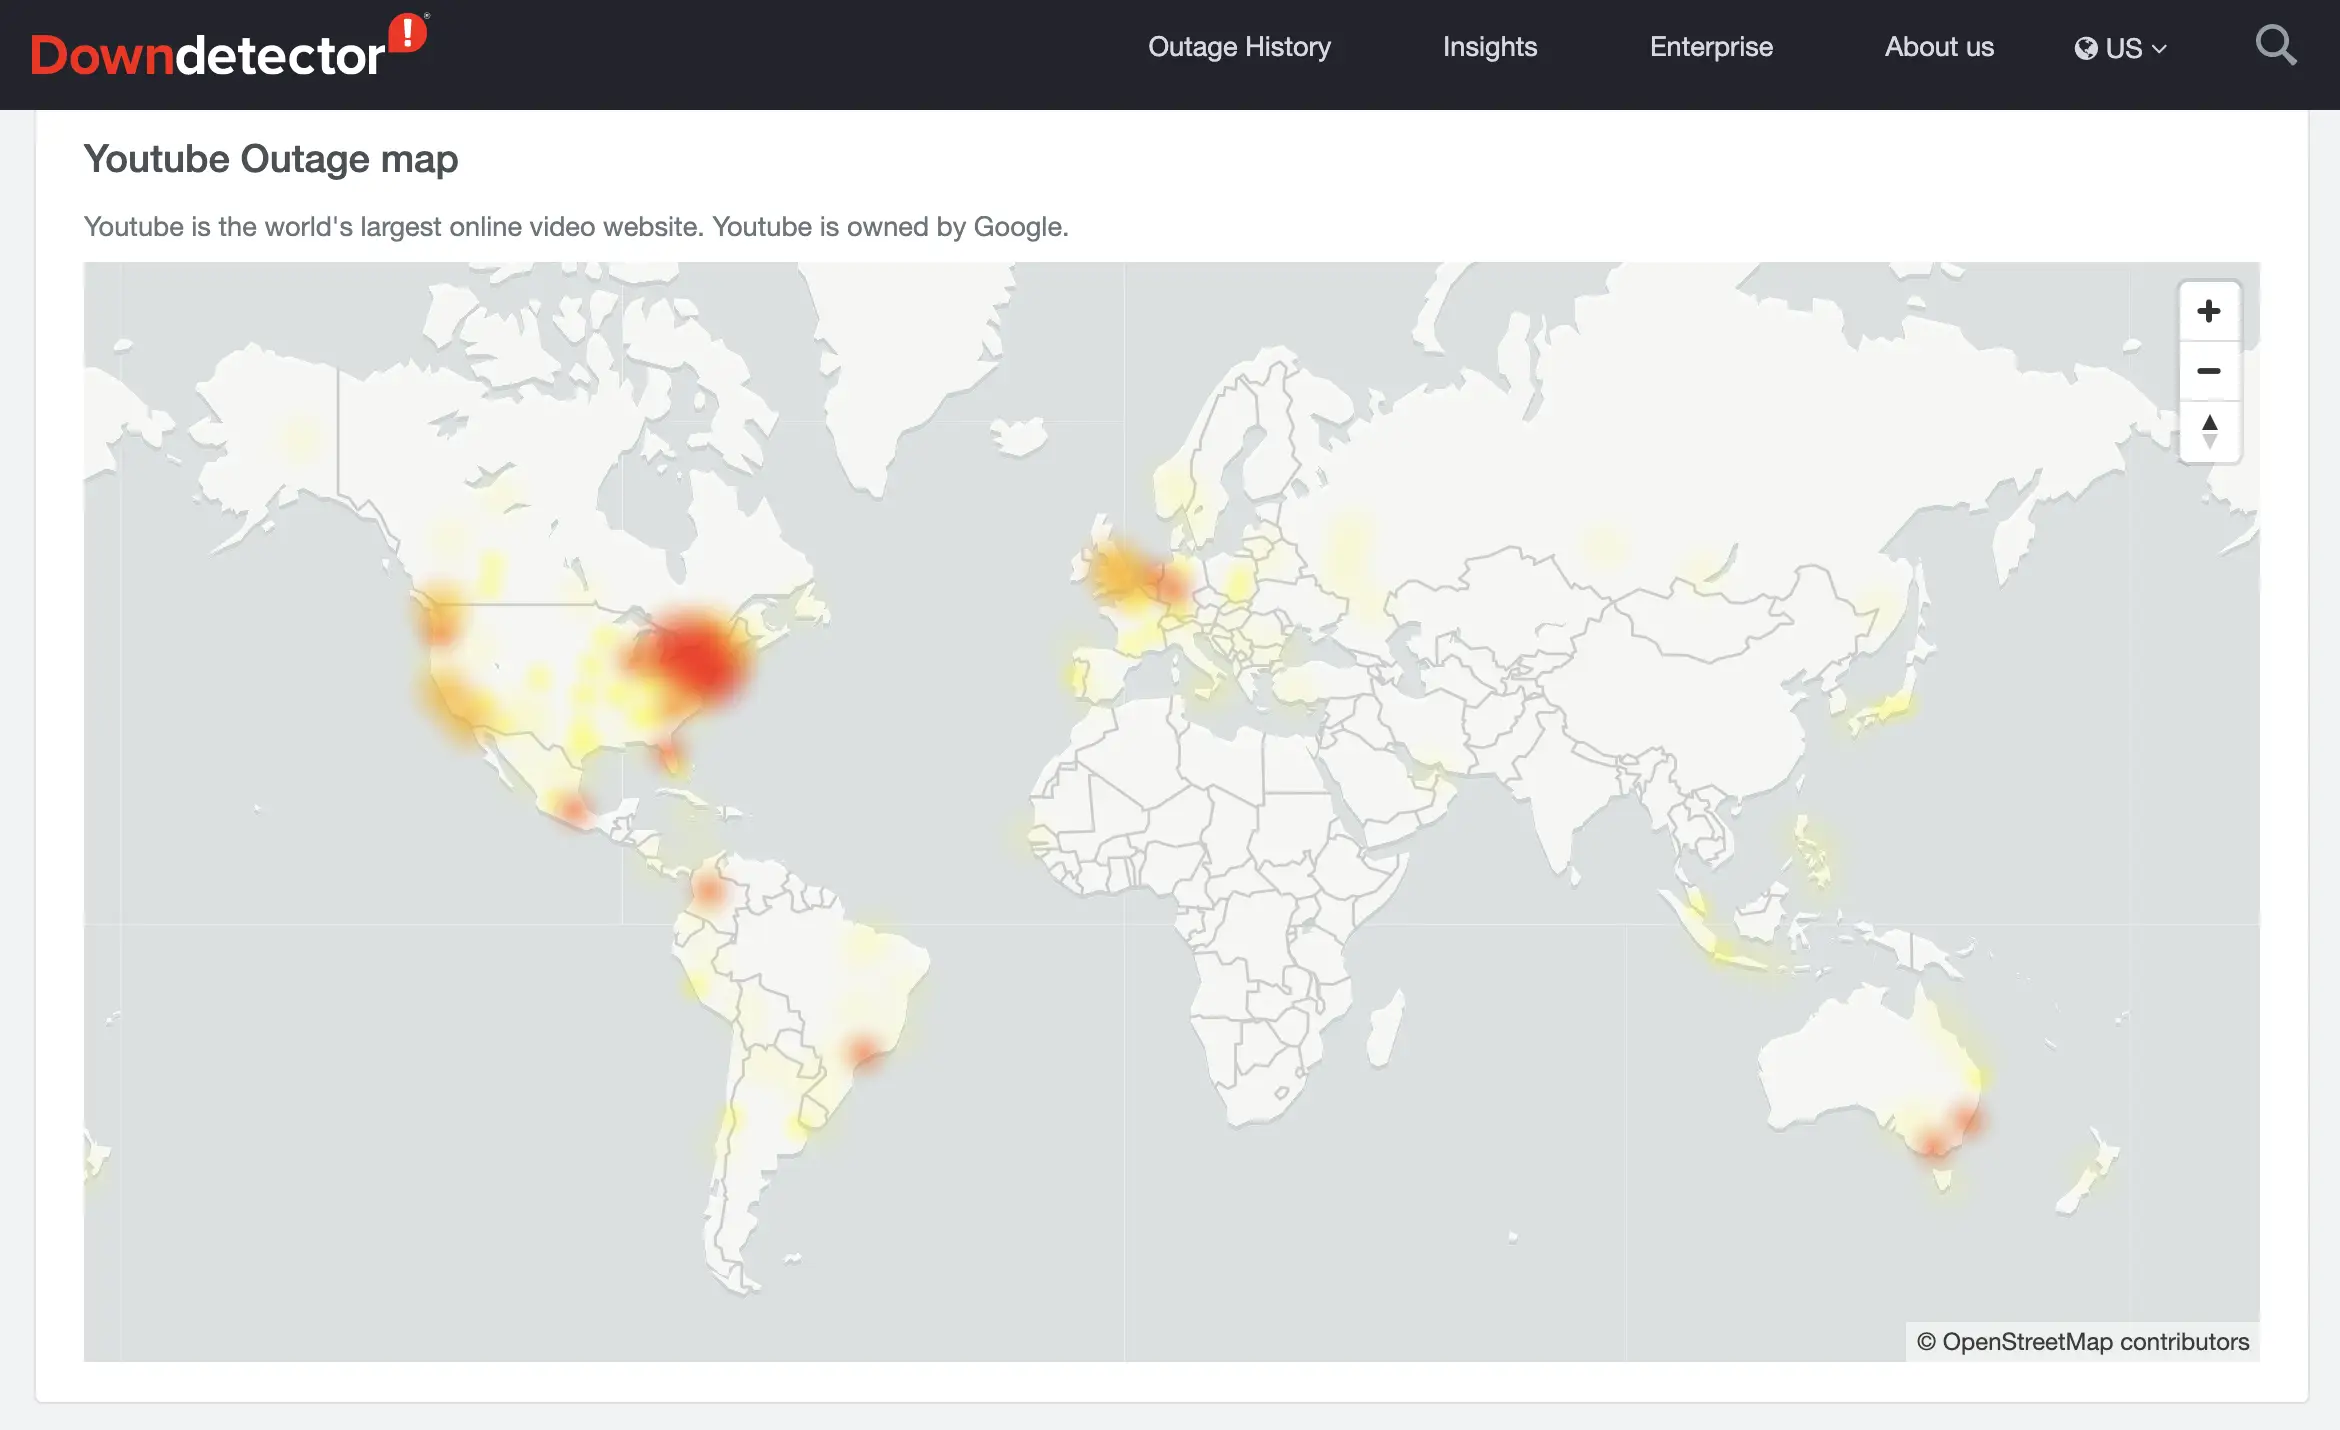 Downdetector
Outage History
Insights
Enterprise
About us
US
Youtube Outage map
Youtube is the world's largest online video website. Youtube is owned by Google.
© OpenStreetMap contributors